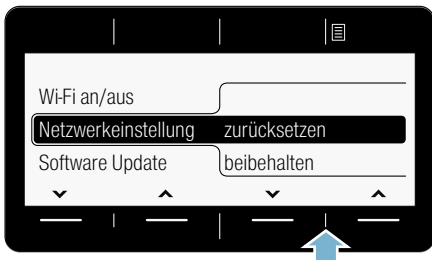 Wi-Fi an/aus
Netzwerkeinstellung zurücksetzen
Software Update beibehalten